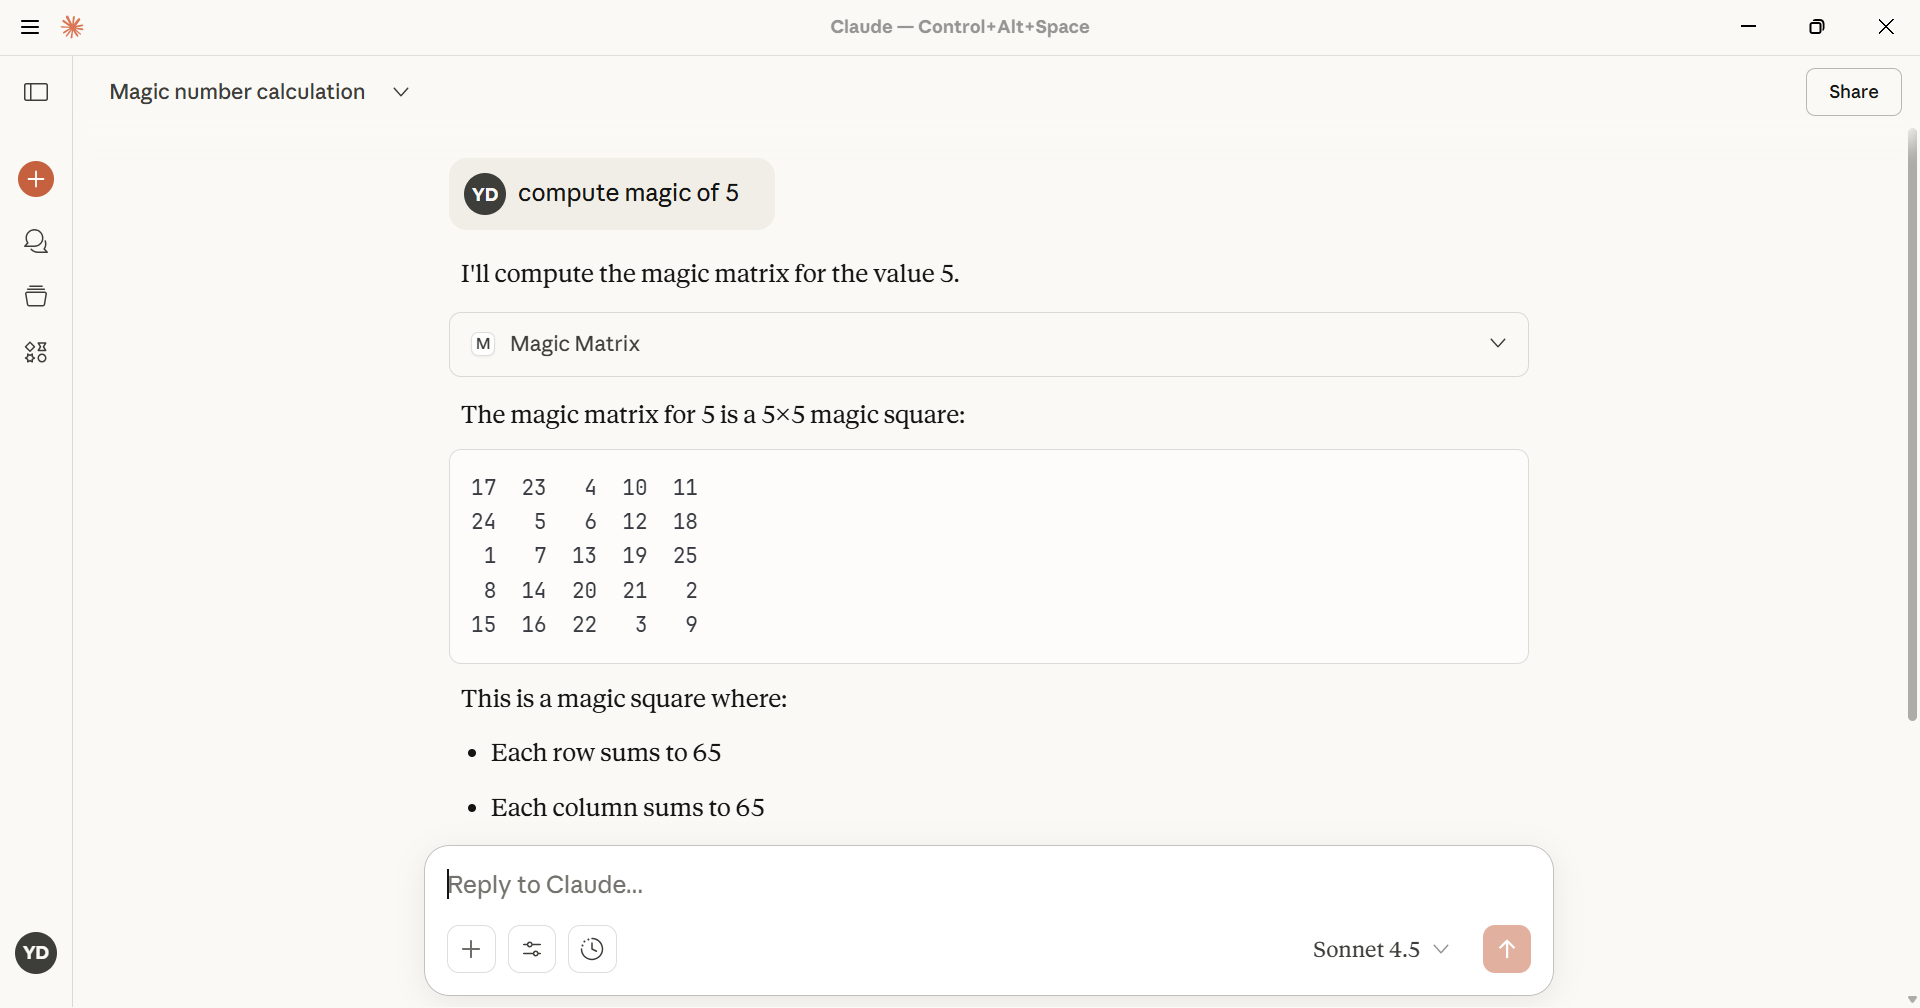 Claude — Control+Alt+Space
Magic number calculation
Share
YD compute magic of 5
I'll compute the magic matrix for the value 5.
M Magic Matrix
The magic matrix for 5 is a 5×5 magic square:
17 23 4 10 11
24 5 6 12 18
1 7 13 19 25
8 14 20 21 2
15 16 22 3 9
This is a magic square where:
• Each row sums to 65
• Each column sums to 65
Reply to Claude...
Sonnet 4.5
YD